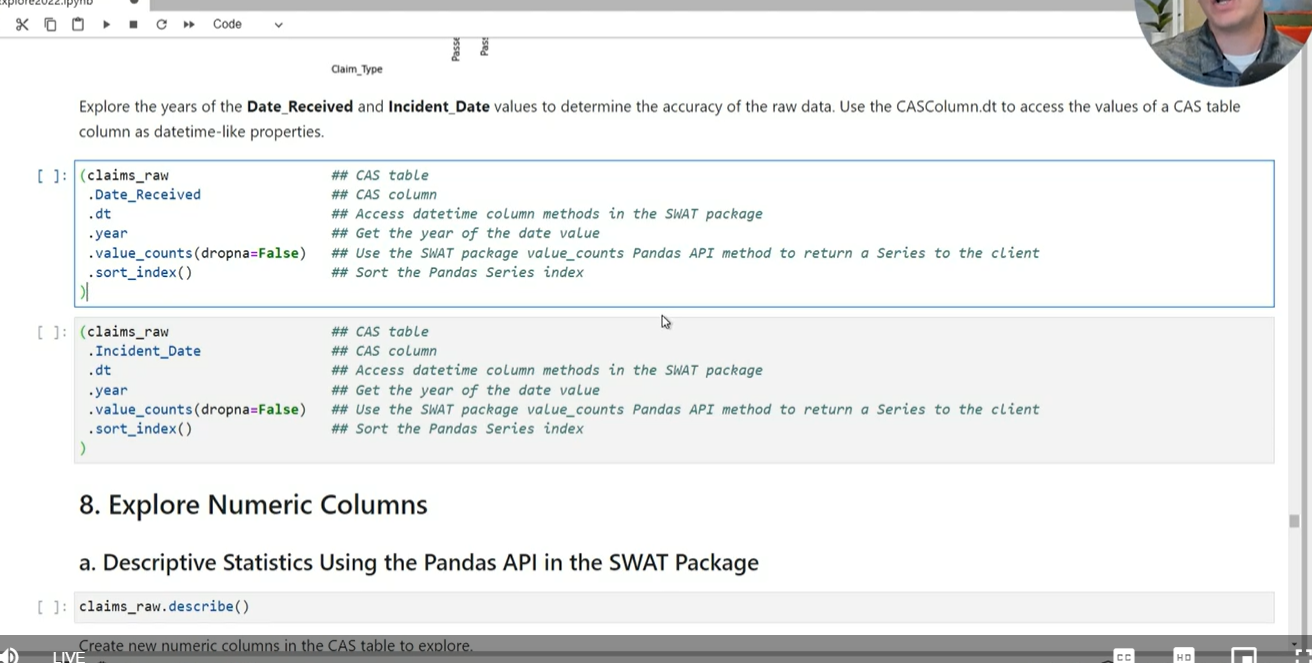 explore2022.ipynb
Code
Passe
Pass
Claim_Type
Explore the years of the Date_Received and Incident_Date values to determine the accuracy of the raw data. Use the CASColumn.dt to access the values of a CAS table
column as datetime-like properties.
[ ]: (claims_raw ## CAS table
.Date_Received ## CAS column
.dt ## Access datetime column methods in the SWAT package
.year ## Get the year of the date value
.value_counts(dropna=False) ## Use the SWAT package value_counts Pandas API method to return a Series to the client
.sort_index() ## Sort the Pandas Series index
)
[ ]: (claims_raw ## CAS table
.Incident_Date ## CAS column
.dt ## Access datetime column methods in the SWAT package
.year ## Get the year of the date value
.value_counts(dropna=False) ## Use the SWAT package value_counts Pandas API method to return a Series to the client
.sort_index() ## Sort the Pandas Series index
)
8. Explore Numeric Columns
a. Descriptive Statistics Using the Pandas API in the SWAT Package
[ ]: claims_raw.describe()
Create new numeric columns in the CAS table to explore.
LIVE
CC
HD